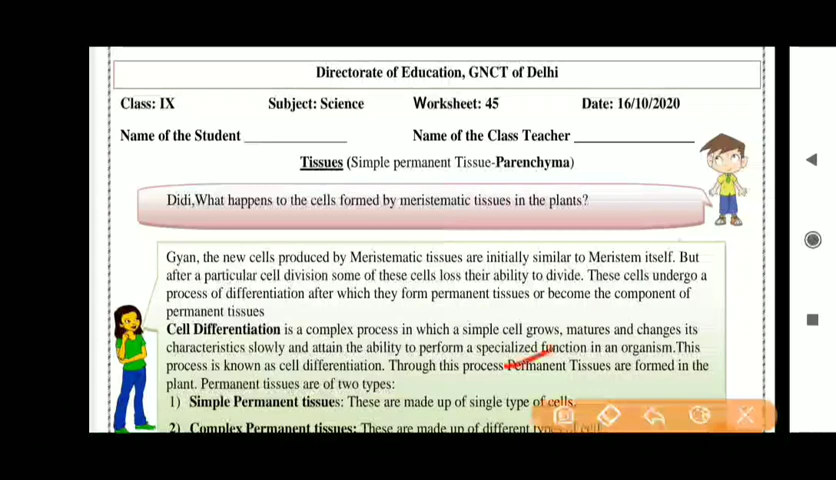 Directorate of Education, GNCT of Delhi
Class: IX Subject: Science Worksheet: 45 Date: 16/10/2020
Name of the Student ______________ Name of the Class Teacher ________________
Tissues (Simple permanent Tissue-Parenchyma)
Didi,What happens to the cells formed by meristematic tissues in the plants?
Gyan, the new cells produced by Meristematic tissues are initially similar to Meristem itself. But
after a particular cell division some of these cells loss their ability to divide. These cells undergo a
process of differentiation after which they form permanent tissues or become the component of
permanent tissues
Cell Differentiation is a complex process in which a simple cell grows, matures and changes its
characteristics slowly and attain the ability to perform a specialized function in an organism.This
process is known as cell differentiation. Through this process Permanent Tissues are formed in the
plant. Permanent tissues are of two types:
1) Simple Permanent tissues: These are made up of single type of cells.
2) Complex Permanent tissues: These are made up of different types of cell